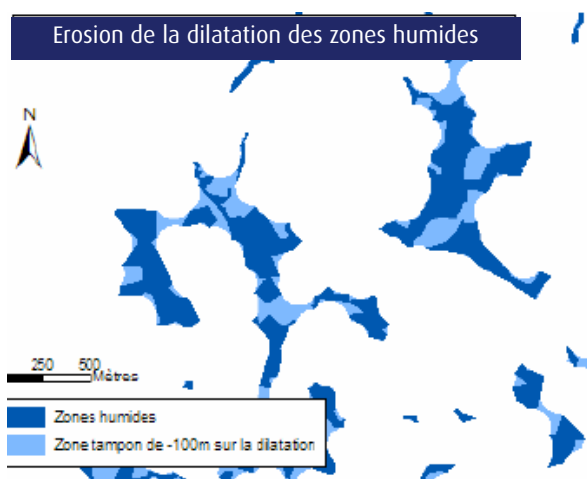 Erosion de la dilatation des zones humides
N
250 500
Mètres
Zones humides
Zone tampon de -100m sur la dilatation